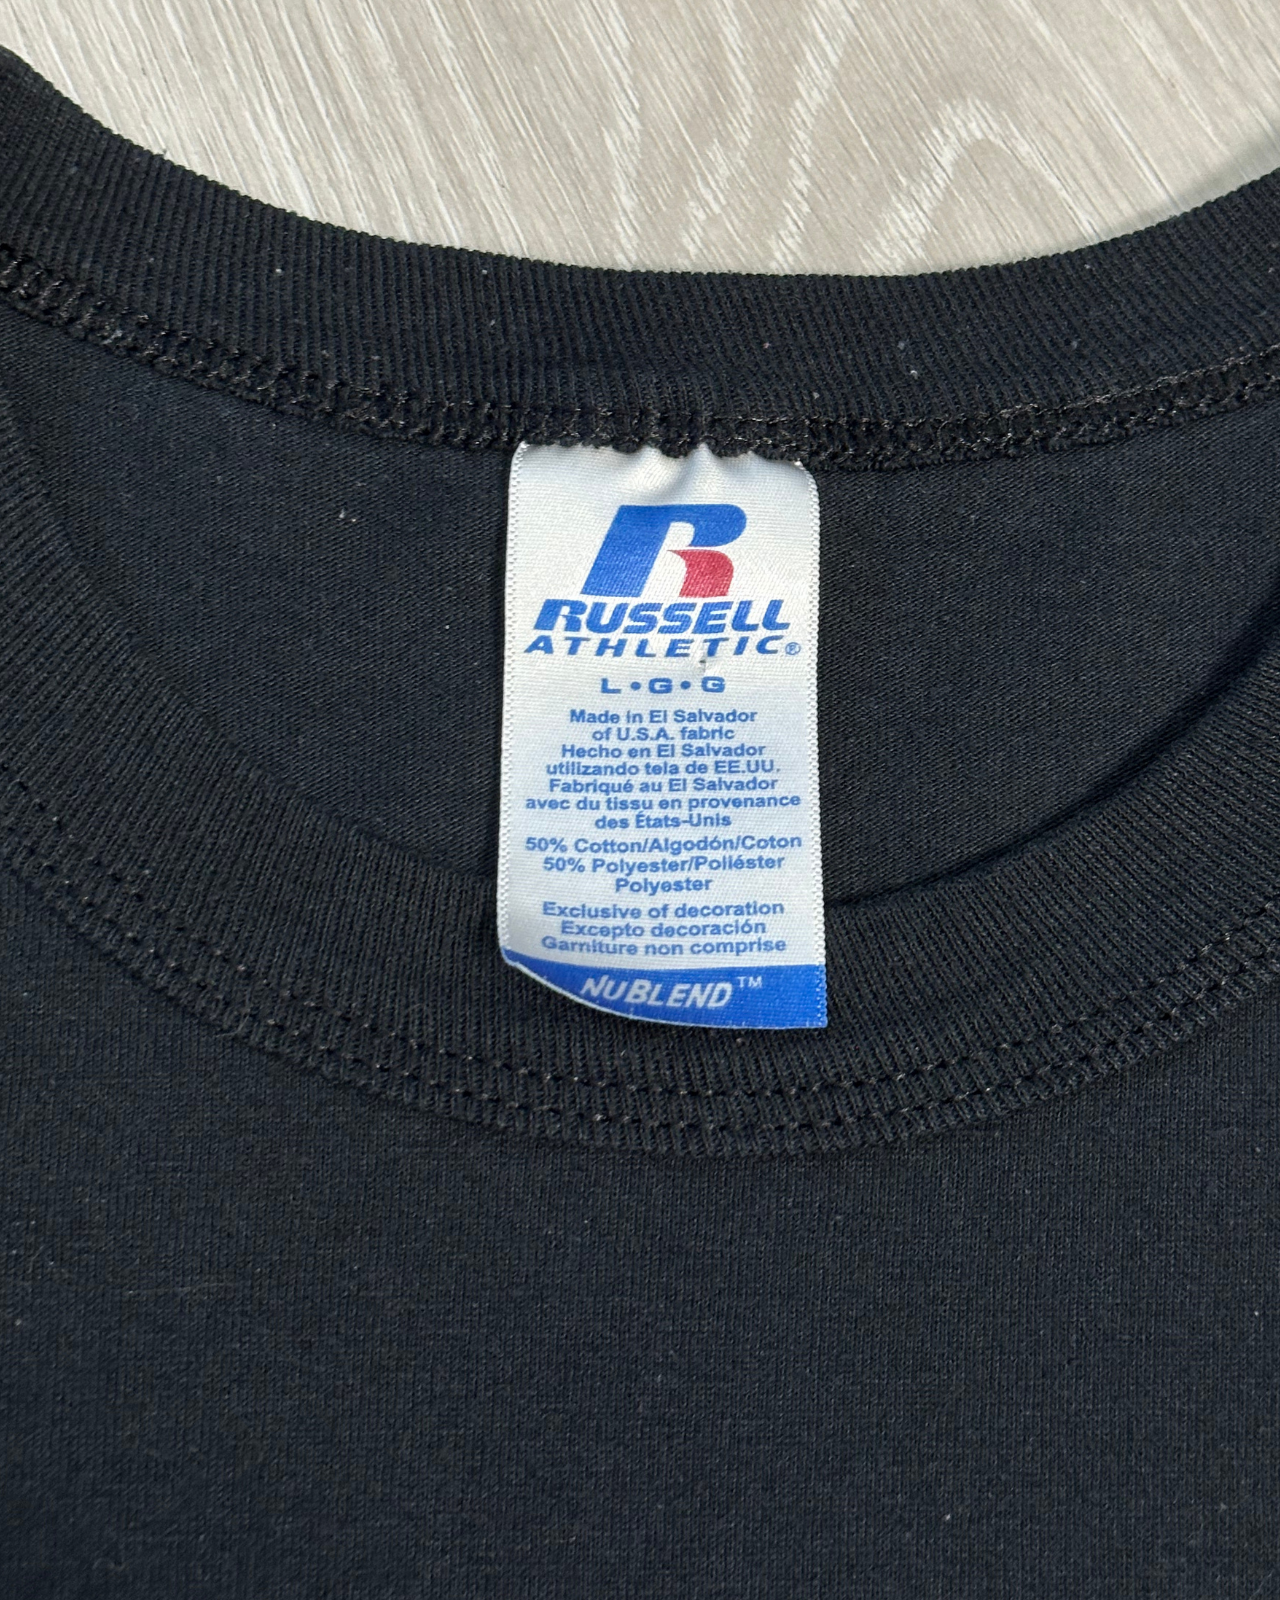 R
RUSSELL
ATHLETIC®
L•G•G
Made in El Salvador
of U.S.A. fabric
Hecho en El Salvador
utilizando tela de EE.UU.
Fabriqué au El Salvador
avec du tissu en provenance
des États-Unis
50% Cotton/Algodón/Coton
50% Polyester/Poliéster
Polyester
Exclusive of decoration
Excepto decoración
Garniture non comprise
NUBLEND™